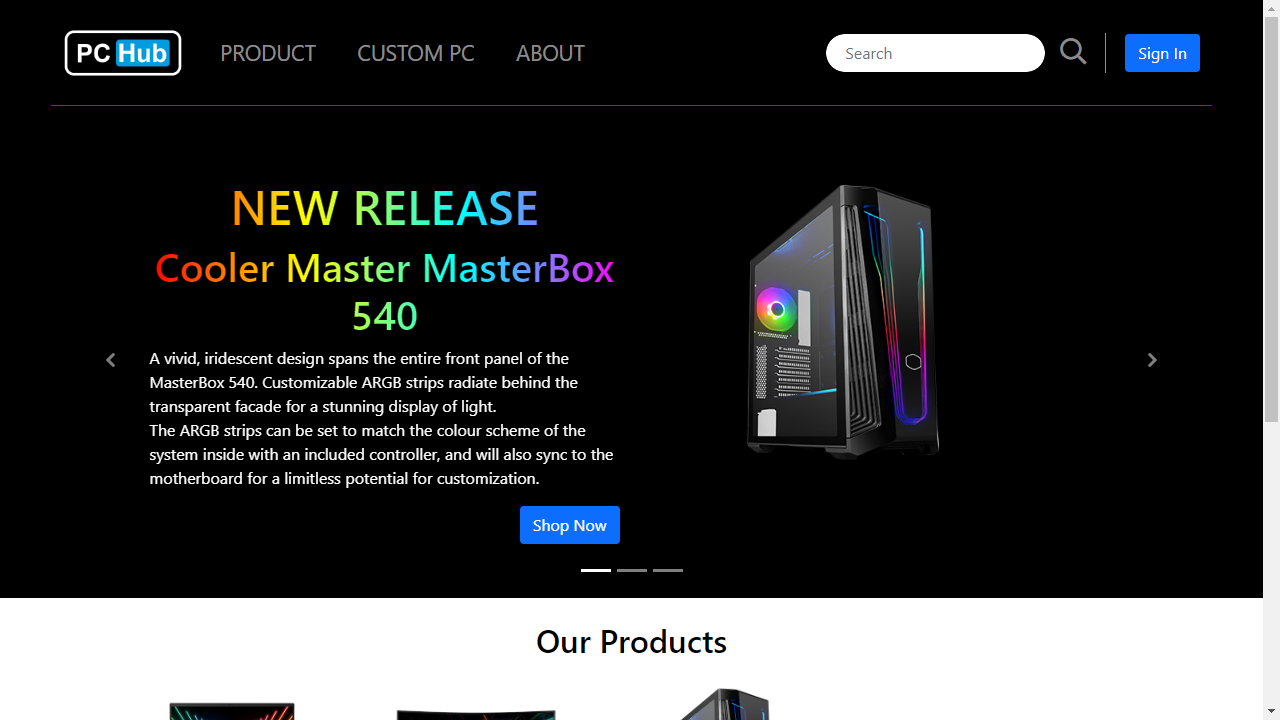 PC Hub
PRODUCT
CUSTOM PC
ABOUT
Search
Sign In
NEW RELEASE
Cooler Master MasterBox
540
A vivid, iridescent design spans the entire front panel of the
MasterBox 540. Customizable ARGB strips radiate behind the
transparent facade for a stunning display of light.
The ARGB strips can be set to match the colour scheme of the
system inside with an included controller, and will also sync to the
motherboard for a limitless potential for customization.
Shop Now
Our Products